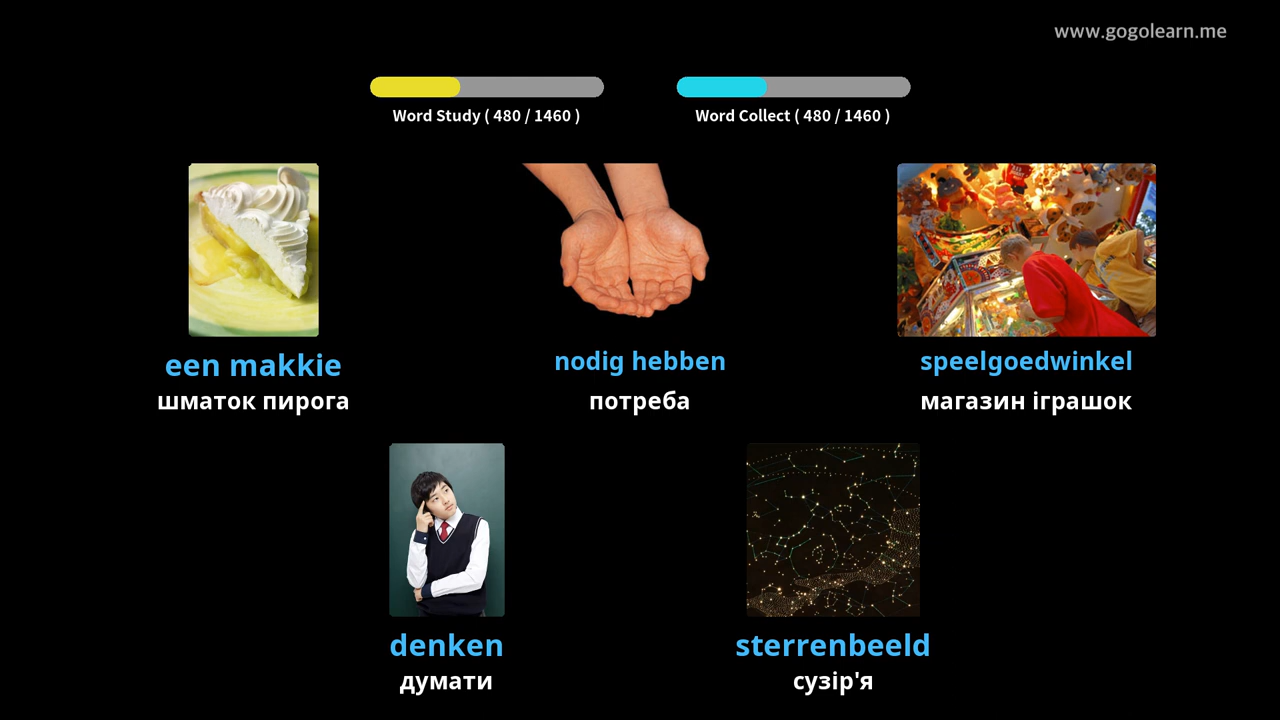 www.gogolearn.me
Word Study ( 480 / 1460 )
Word Collect ( 480 / 1460 )
een makkie
шматок пирога
nodig hebben
потреба
speelgoedwinkel
магазин іграшок
denken
думати
sterrenbeeld
сузір'я